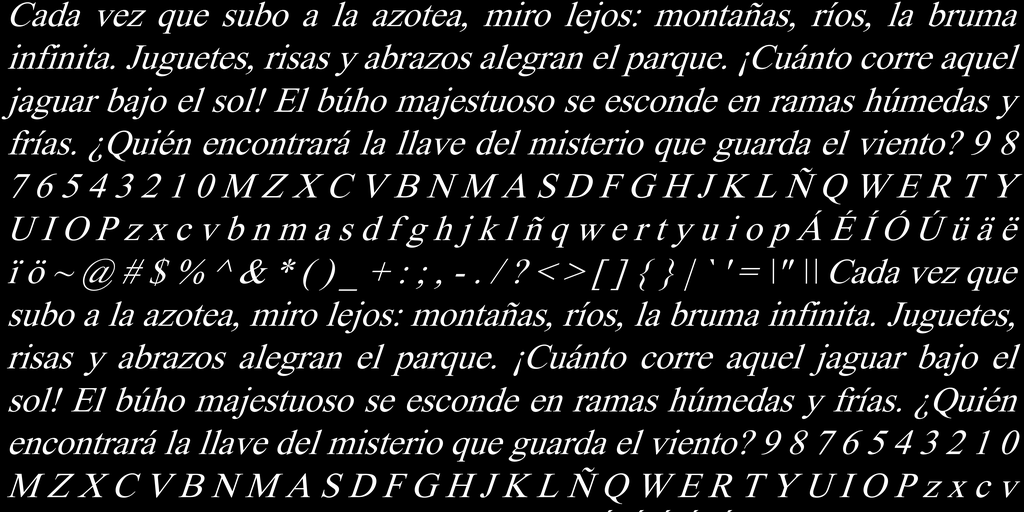 Cada vez que subo a la azotea, miro lejos: montañas, ríos, la bruma
infinita. Juguetes, risas y abrazos alegran el parque. ¡Cuánto corre aquel
jaguar bajo el sol! El búho majestuoso se esconde en ramas húmedas y
frías. ¿Quién encontrará la llave del misterio que guarda el viento? 9 8
7 6 5 4 3 2 1 0 M Z X C V B N M A S D F G H J K L Ñ Q W E R T Y
U I O P z x c v b n m a s d f g h j k l ñ q w e r t y u i o p Á É Í Ó Ú ü ä ë
ï ö ~ @ # $ % ^ & * ( ) _ + : ; , - . / ? < > [ ] { } | ` ' = \" \\ Cada vez que
subo a la azotea, miro lejos: montañas, ríos, la bruma infinita. Juguetes,
risas y abrazos alegran el parque. ¡Cuánto corre aquel jaguar bajo el
sol! El búho majestuoso se esconde en ramas húmedas y frías. ¿Quién
encontrará la llave del misterio que guarda el viento? 9 8 7 6 5 4 3 2 1 0
M Z X C V B N M A S D F G H J K L Ñ Q W E R T Y U I O P z x c v